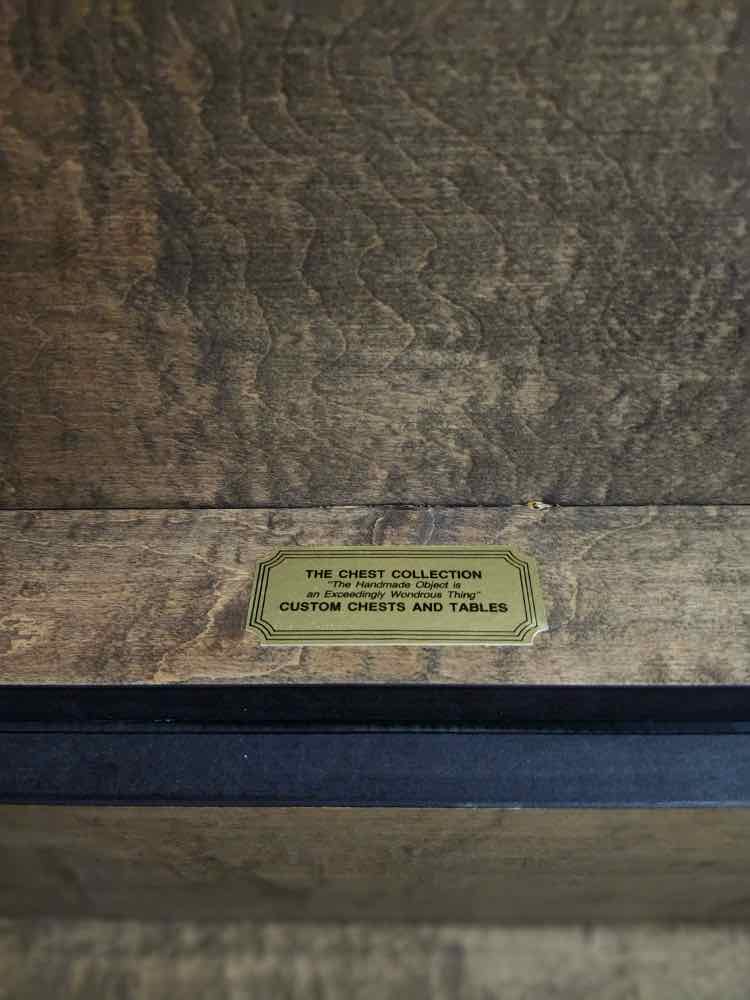 THE CHEST COLLECTION
"The Handmade Object is
an Exceedingly Wondrous Thing"
CUSTOM CHESTS AND TABLES